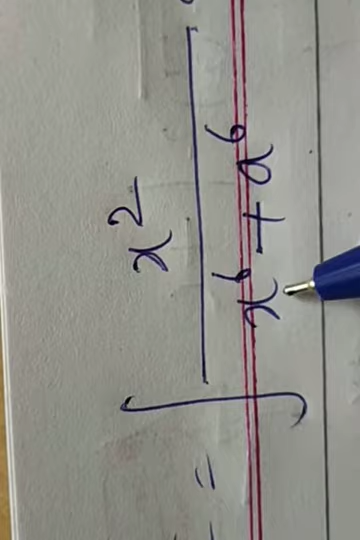 = ∫ x² / (x⁶ + a⁶)